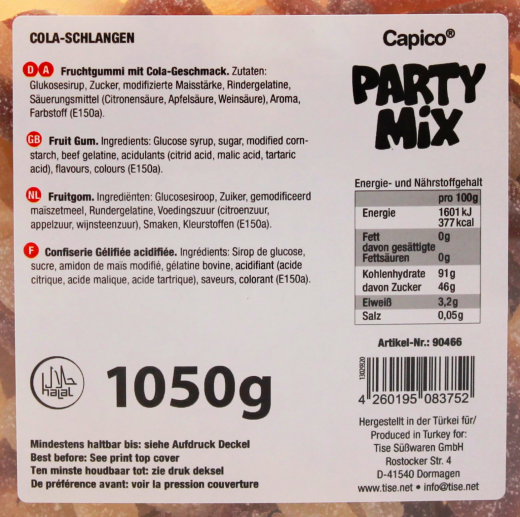 COLA-SCHLANGEN
D A Fruchtgummi mit Cola-Geschmack. Zutaten:
Glukosesirup, Zucker, modifizierte Maisstärke, Rindergelatine,
Säuerungsmittel (Citronensäure, Apfelsäure, Weinsäure), Aroma,
Farbstoff (E150a).
GB Fruit Gum. Ingredients: Glucose syrup, sugar, modified corn-
starch, beef gelatine, acidulants (citrid acid, malic acid, tartaric
acid), flavours, colours (E150a).
NL Fruitgom. Ingrediënten: Glucosesiroop, Zuiker, gemodificeerd
maïszetmeel, Rundergelatine, Voedingszuur (citroenzuur,
appelzuur, wijnsteenzuur), Smaken, Kleurstoffen (E150a).
F Confiserie Gélifiée acidifiée. Ingrédients: Sirop de glucose,
sucre, amidon de maïs modifié, gélatine bovine, acidifiant (acide
citrique, acide malique, acide tartrique), saveurs, colorant (E150a).
حلال
HaLaL
1050g
Mindestens haltbar bis: siehe Aufdruck Deckel
Best before: See print top cover
Ten minste houdbaar tot: zie druk deksel
De préférence avant: voir la pression couverture
Capico®
PARTY
MiX
Energie- und Nährstoffgehalt
pro 100g
Energie 1601 kJ
377 kcal
Fett 0g
davon gesättigte
Fettsäuren 0g
Kohlenhydrate 91g
davon Zucker 46g
Eiweiß 3,2g
Salz 0,05g
Artikel-Nr.: 90466
1302920
4 260195 083752
Hergestellt in der Türkei für/
Produced in Turkey for:
Tise Süßwaren GmbH
Rostocker Str. 4
D-41540 Dormagen
www.tise.net • info@tise.net